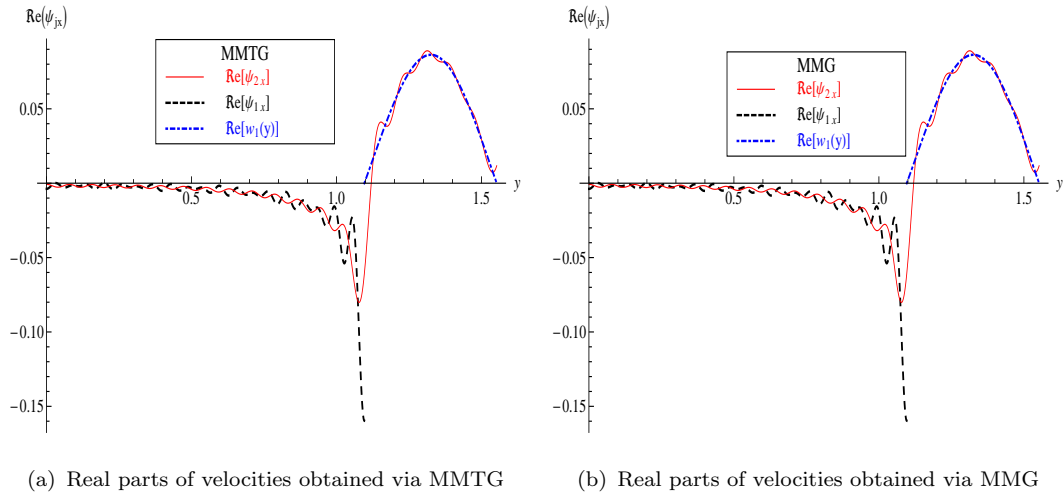 ℜe(ψjx)
MMTG
ℜe[ψ2x]
ℜe[ψ1x]
ℜe[w1(y)]
0.05
−0.05
−0.10
−0.15
0.5
1.0
1.5
y
(a) Real parts of velocities obtained via MMTG
ℜe(ψjx)
MMG
ℜe[ψ2x]
ℜe[ψ1x]
ℜe[w1(y)]
0.05
−0.05
−0.10
−0.15
0.5
1.0
1.5
y
(b) Real parts of velocities obtained via MMG